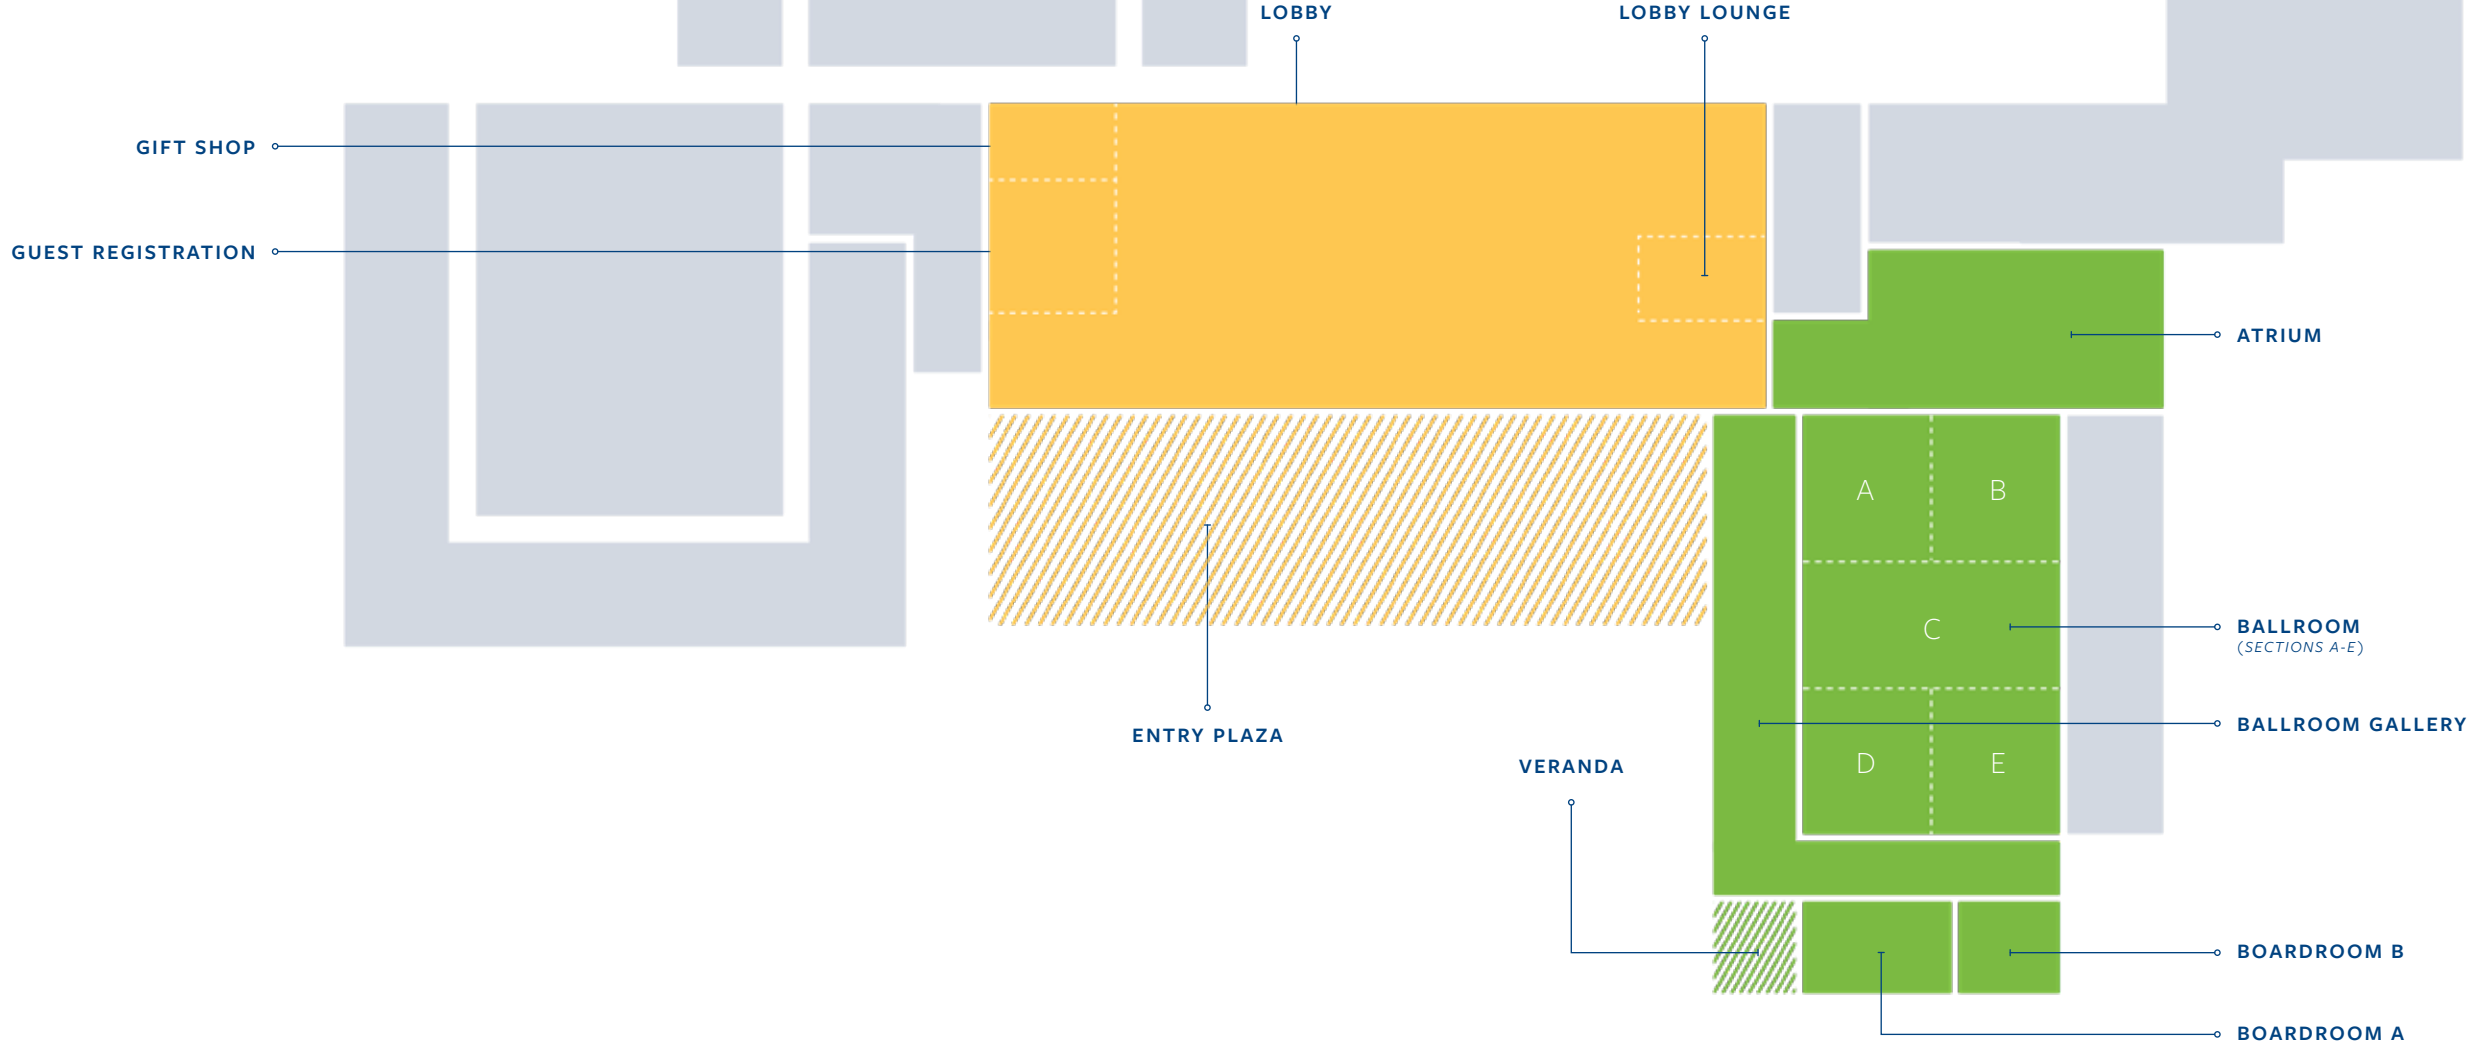 LOBBY
LOBBY LOUNGE
GIFT SHOP
GUEST REGISTRATION
ATRIUM
A
B
C
BALLROOM
(SECTIONS A-E)
BALLROOM GALLERY
ENTRY PLAZA
VERANDA
D
E
BOARDROOM B
BOARDROOM A